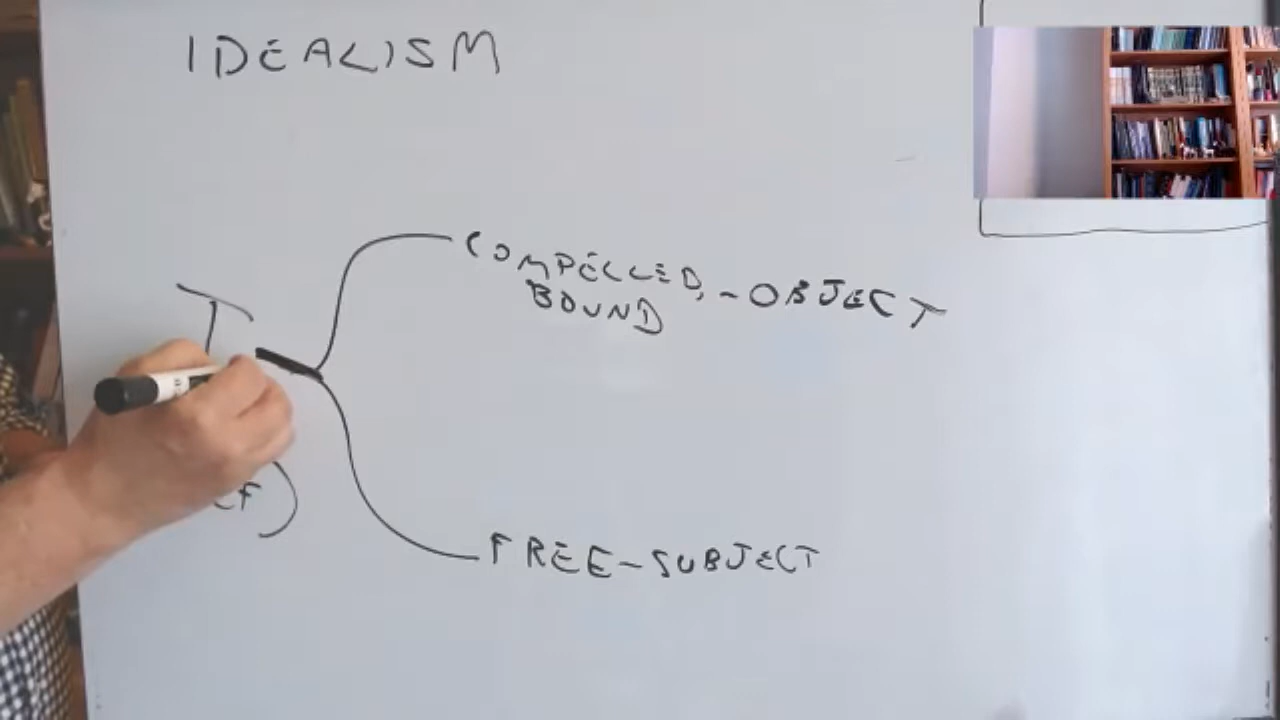 IDEALISM
COMPELLED, - OBJECT
BOUND
I
FREE - SUBJECT